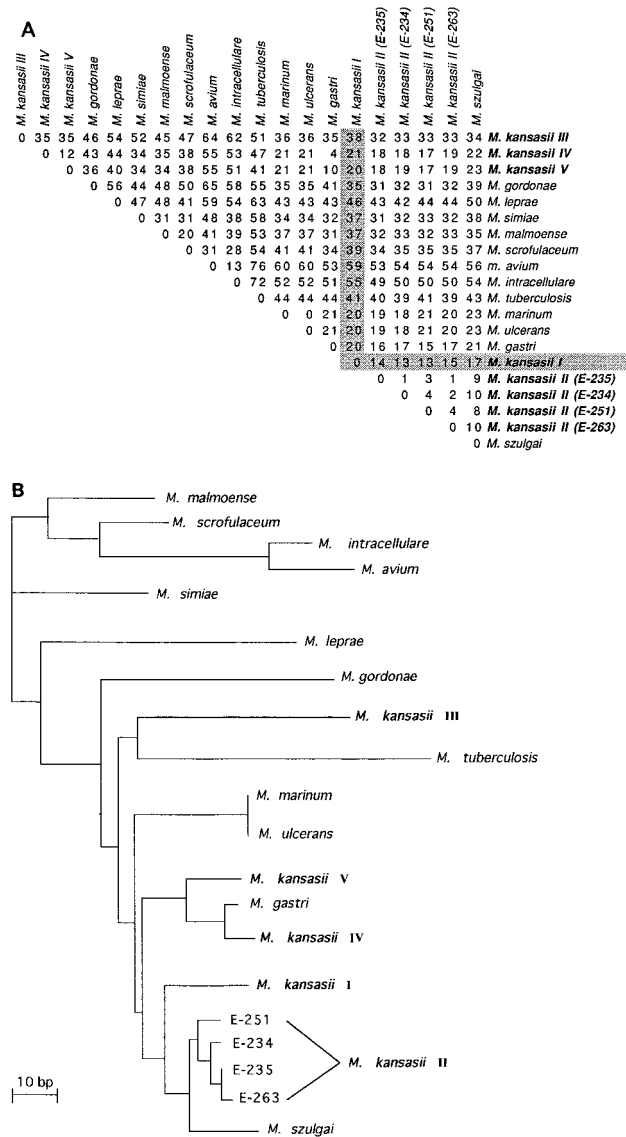 A
M. kansasii III
M. kansasii IV
M. kansasii V
M. gordonae
M. leprae
M. simiae
M. malmoense
M. scrofulaceum
M. avium
M. intracellulare
M. tuberculosis
M. marinum
M. ulcerans
M. gastri
M. kansasii I
M. kansasii II (E-235)
M. kansasii II (E-234)
M. kansasii II (E-251)
M. kansasii II (E-263)
M. szulgai
0 35 35 46 54 52 45 47 64 62 51 36 36 35 38 32 33 33 33 34 M. kansasii III
0 12 43 44 34 35 38 55 53 47 21 21 4 21 18 18 17 19 22 M. kansasii IV
0 36 40 34 34 38 50 55 51 41 21 21 10 20 18 19 17 19 23 M. kansasii V
0 56 44 48 50 65 58 55 35 35 41 35 31 32 31 32 39 M. gordonae
0 47 48 41 59 54 63 43 43 43 46 43 42 44 44 50 M. leprae
0 31 31 48 38 58 34 34 32 37 31 32 33 32 38 M. simiae
0 20 41 39 53 37 37 31 37 32 33 32 33 35 M. malmoense
0 31 28 54 41 41 34 39 34 35 35 35 37 M. scrofulaceum
0 13 76 60 60 53 59 53 54 54 54 56 m. avium
0 72 52 52 51 55 49 50 50 50 54 M. intracellulare
0 44 44 44 41 40 39 41 39 43 M. tuberculosis
0 0 21 20 19 18 21 20 23 M. marinum
0 21 20 19 18 21 20 23 M. ulcerans
0 20 16 17 15 17 21 M. gastri
0 14 13 13 15 17 M. kansasii I
0 1 3 1 9 M. kansasii II (E-235)
0 4 2 10 M. kansasii II (E-234)
0 4 8 M. kansasii II (E-251)
0 10 M. kansasii II (E-263)
0 M. szulgai
B
M. malmoense
M. scrofulaceum
M. intracellulare
M. avium
M. simiae
M. leprae
M. gordonae
M. kansasii III
M. tuberculosis
M. marinum
M. ulcerans
M. kansasii V
M. gastri
M. kansasii IV
M. kansasii I
E-251
E-234
M. kansasii II
E-235
E-263
10 bp
M. szulgai